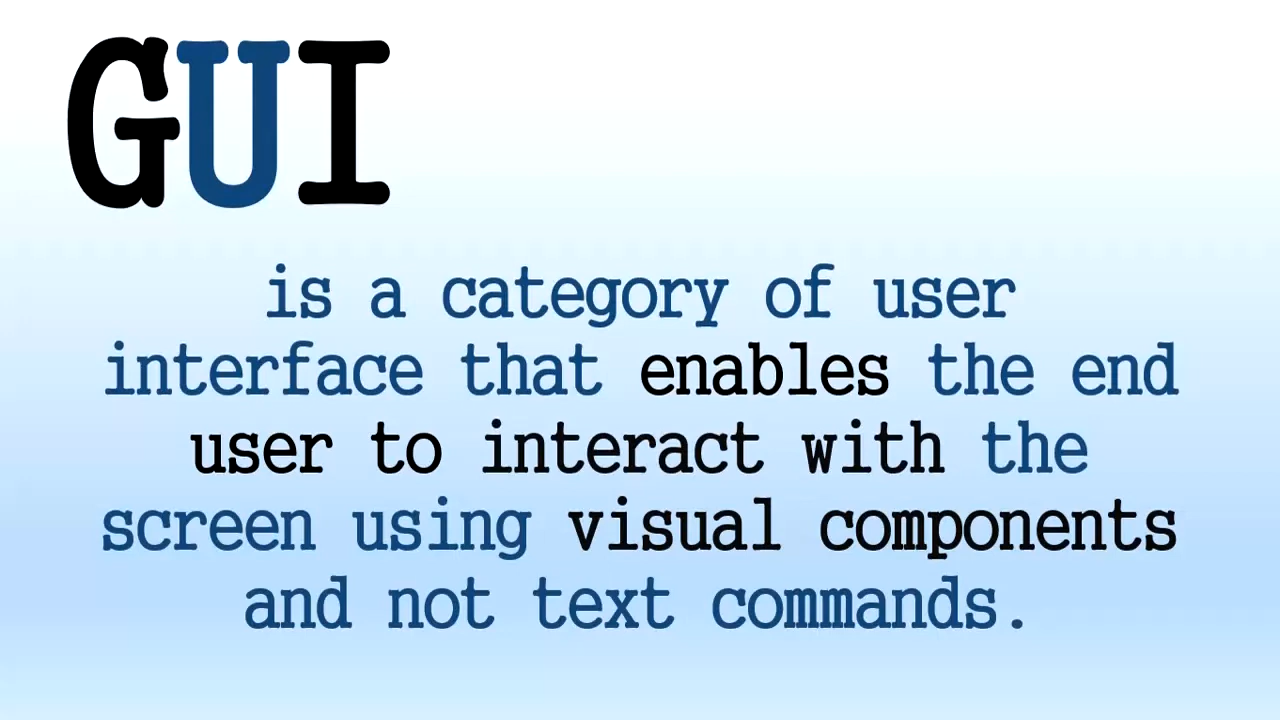 GUI
is a category of user
interface that enables the end
user to interact with the
screen using visual components
and not text commands.